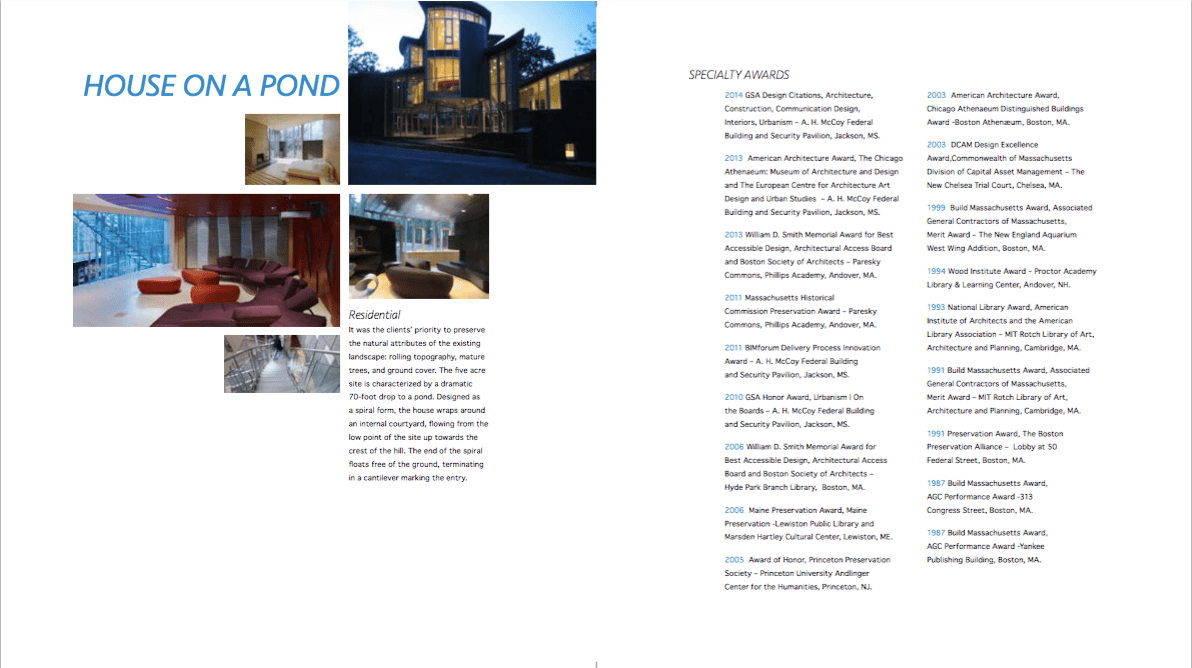 HOUSE ON A POND
Residential
It was the clients' priority to preserve
the natural attributes of the existing
landscape: rolling topography, mature
trees, and ground cover. The five acre
site is characterized by a dramatic
70-foot drop to a pond. Designed as
a spiral form, the house wraps around
an internal courtyard, flowing from the
low point of the site up towards the
crest of the hill. The end of the spiral
floats free of the ground, terminating
in a cantilever marking the entry.
SPECIALTY AWARDS
2014 GSA Design Citations, Architecture,
Construction, Communication Design,
Interiors, Urbanism – A. H. McCoy Federal
Building and Security Pavilion, Jackson, MS.
2013 American Architecture Award, The Chicago
Athenaeum: Museum of Architecture and Design
and The European Centre for Architecture Art
Design and Urban Studies – A. H. McCoy Federal
Building and Security Pavilion, Jackson, MS.
2013 William D. Smith Memorial Award for Best
Accessible Design, Architectural Access Board
and Boston Society of Architects – Paresky
Commons, Phillips Academy, Andover, MA.
2011 Massachusetts Historical
Commission Preservation Award – Paresky
Commons, Phillips Academy, Andover, MA.
2011 BIMforum Delivery Process Innovation
Award – A. H. McCoy Federal Building
and Security Pavilion, Jackson, MS.
2010 GSA Honor Award, Urbanism | On
the Boards – A. H. McCoy Federal Building
and Security Pavilion, Jackson, MS.
2006 William D. Smith Memorial Award for
Best Accessible Design, Architectural Access
Board and Boston Society of Architects –
Hyde Park Branch Library, Boston, MA.
2006 Maine Preservation Award, Maine
Preservation -Lewiston Public Library and
Marsden Hartley Cultural Center, Lewiston, ME.
2005 Award of Honor, Princeton Preservation
Society – Princeton University Andlinger
Center for the Humanities, Princeton, NJ.
2003 American Architecture Award,
Chicago Athenaeum Distinguished Buildings
Award -Boston Athenæum, Boston, MA.
2003 DCAM Design Excellence
Award,Commonwealth of Massachusetts
Division of Capital Asset Management – The
New Chelsea Trial Court, Chelsea, MA.
1999 Build Massachusetts Award, Associated
General Contractors of Massachusetts,
Merit Award – The New England Aquarium
West Wing Addition, Boston, MA.
1994 Wood Institute Award – Proctor Academy
Library & Learning Center, Andover, NH.
1993 National Library Award, American
Institute of Architects and the American
Library Association – MIT Rotch Library of Art,
Architecture and Planning, Cambridge, MA.
1991 Build Massachusetts Award, Associated
General Contractors of Massachusetts,
Merit Award – MIT Rotch Library of Art,
Architecture and Planning, Cambridge, MA.
1991 Preservation Award, The Boston
Preservation Alliance – Lobby at 50
Federal Street, Boston, MA.
1987 Build Massachusetts Award,
AGC Performance Award -313
Congress Street, Boston, MA.
1987 Build Massachusetts Award,
AGC Performance Award -Yankee
Publishing Building, Boston, MA.